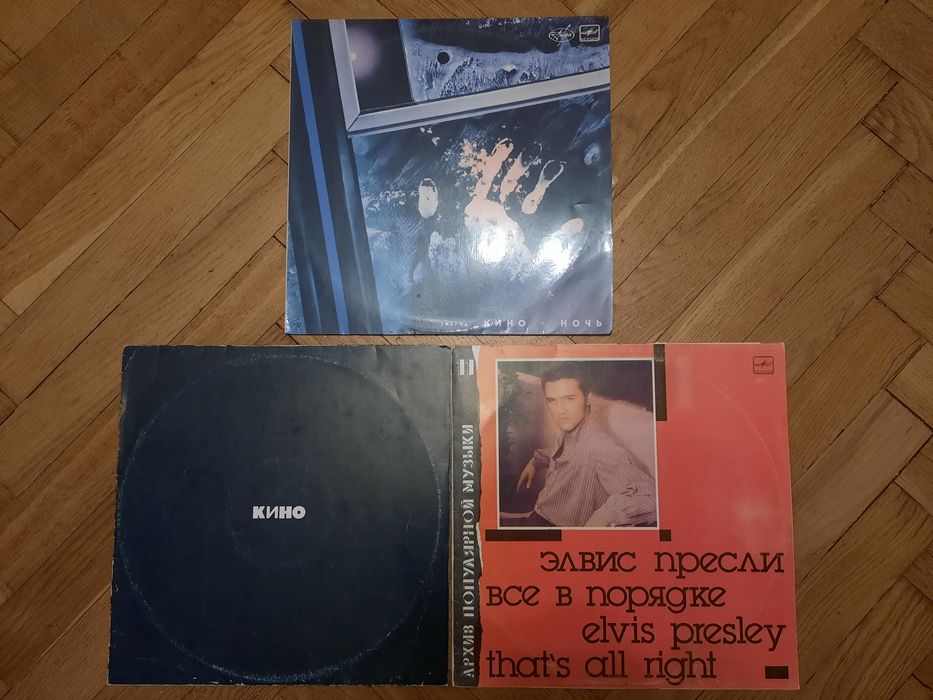 ГРУППА КИНО - НОЧЬ
КИНО
11
АРХИВ ПОПУЛЯРНОЙ МУЗЫКИ
ЭЛВИС ПРЕСЛИ
ВСЕ В ПОРЯДКЕ
elvis presley
that's all right